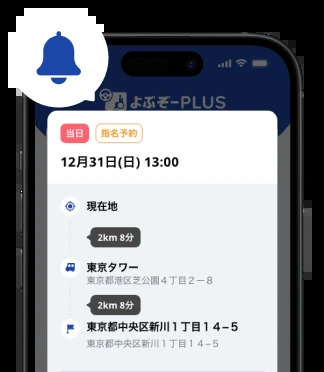 よぶぞーPLUS
当日 指名予約
12月31日(日) 13:00
現在地
2km 8分
東京タワー
東京都港区芝公園４丁目２－８
2km 8分
東京都中央区新川１丁目１４−５
東京都中央区新川１丁目１４−５